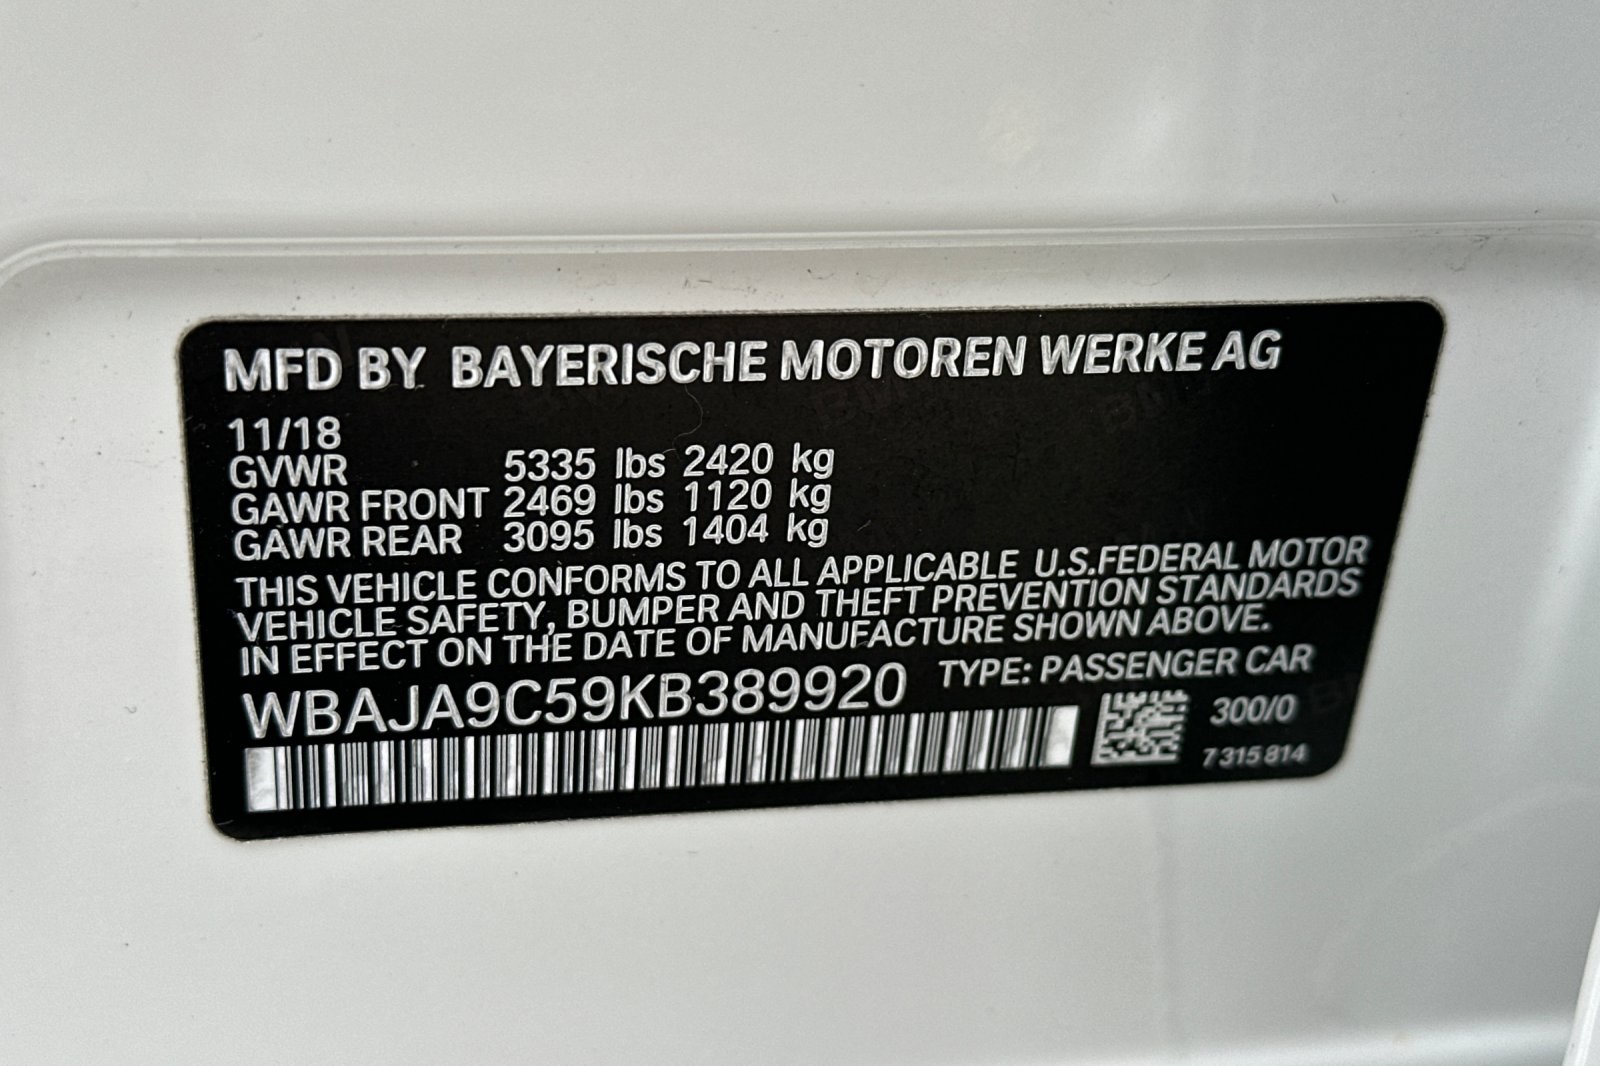 MFD BY BAYERISCHE MOTOREN WERKE AG
11/18
GVWR 5335 lbs 2420 kg
GAWR FRONT 2469 lbs 1120 kg
GAWR REAR 3095 lbs 1404 kg
THIS VEHICLE CONFORMS TO ALL APPLICABLE U.S.FEDERAL MOTOR
VEHICLE SAFETY, BUMPER AND THEFT PREVENTION STANDARDS
IN EFFECT ON THE DATE OF MANUFACTURE SHOWN ABOVE.
WBAJA9C59KB389920 TYPE: PASSENGER CAR
300/0
7 315 814